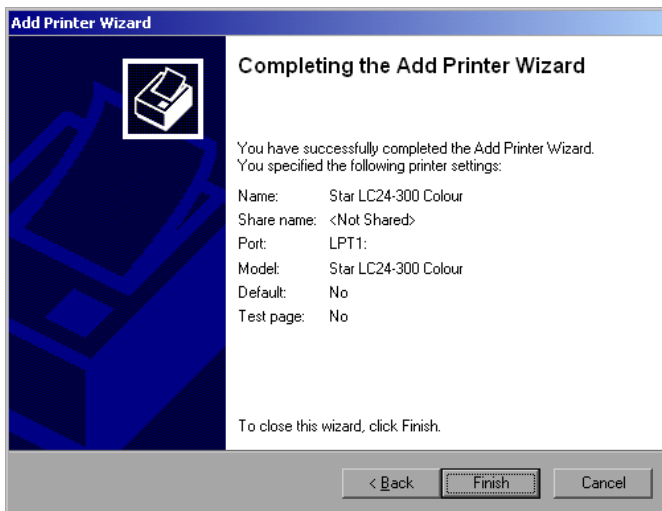 Add Printer Wizard
Completing the Add Printer Wizard
You have successfully completed the Add Printer Wizard.
You specified the following printer settings:
Name: Star LC24-300 Colour
Share name: <Not Shared>
Port: LPT1:
Model: Star LC24-300 Colour
Default: No
Test page: No
To close this wizard, click Finish.
< Back Finish Cancel